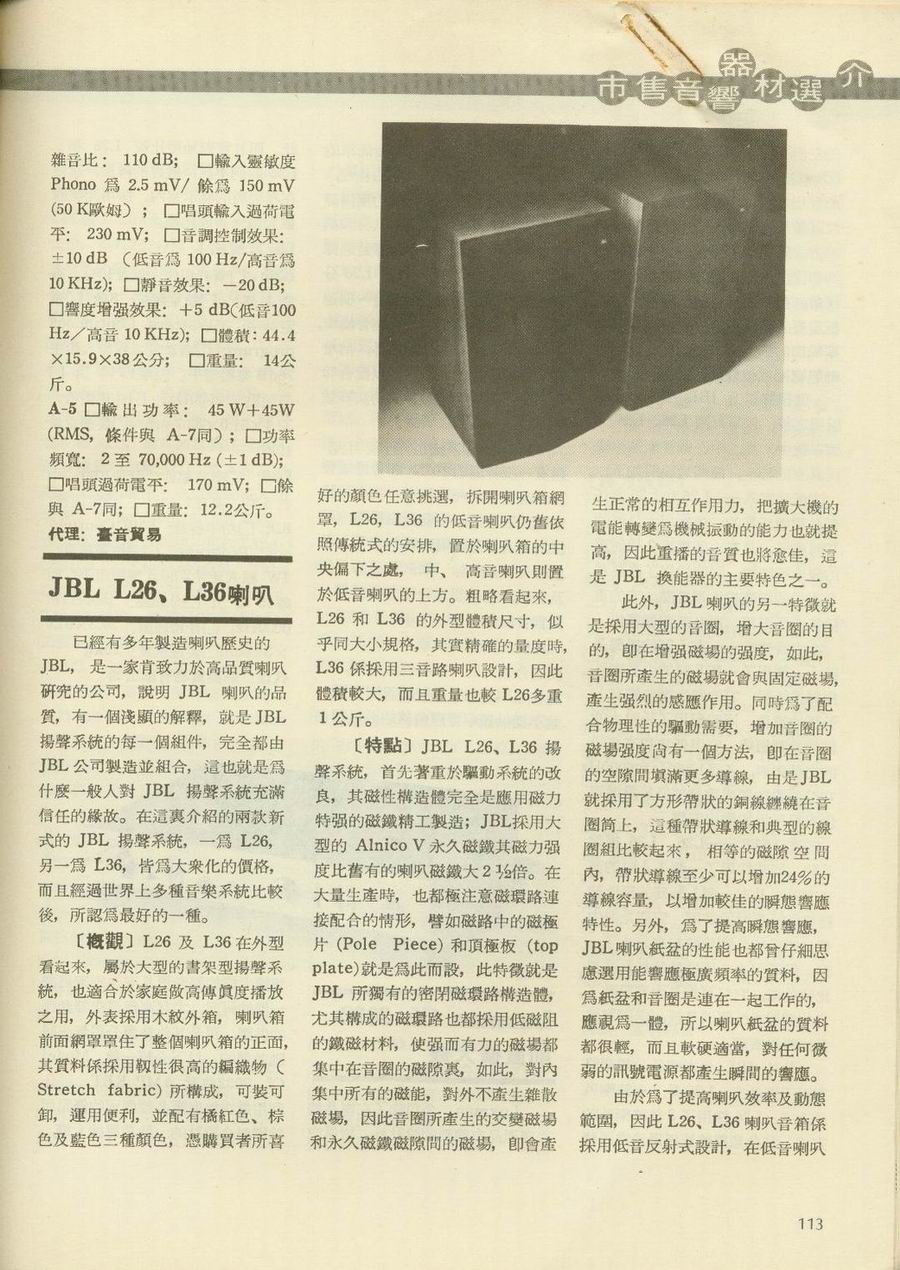 市售音響器材選介
雜音比： 110 dB； □輸入靈敏度
Phono 爲 2.5 mV/ 餘爲 150 mV
(50 K歐姆）； □唱頭輸入過荷電
平： 230 mV； □音調控制效果：
±10 dB （低音爲 100 Hz/高音爲
10 KHz)； □靜音效果： －20 dB；
□響度增强效果： ＋5 dB(低音100
Hz／高音 10 KHz)； □體積：44.4
×15.9×38公分； □重量： 14公
斤。
A-5 □輸出功率： 45 W＋45W
(RMS, 條件與 A-7同）；□功率
頻寬： 2 至 70,000 Hz (±1 dB)；
□唱頭過荷電平： 170 mV；□餘
與 A-7同；□重量： 12.2公斤。
代理：臺音貿易
JBL L26、L36喇叭
已經有多年製造喇叭歷史的
JBL，是一家肯致力於高品質喇叭
研究的公司，說明 JBL 喇叭的品
質，有一個淺顯的解釋，就是 JBL
揚聲系統的每一個組件，完全都由
JBL 公司製造並組合，這也就是爲
什麼一般人對 JBL 揚聲系統充滿
信任的緣故。在這裏介紹的兩款新
式的 JBL 揚聲系統，一爲 L26,
另一爲 L36, 皆爲大衆化的價格，
而且經過世界上多種音樂系統比較
後，所認爲最好的一種。
〔概觀〕L26 及 L36 在外型
看起來，屬於大型的書架型揚聲系
統，也適合於家庭做高傳眞度播放
之用，外表採用木紋外箱，喇叭箱
前面網罩罩住了整個喇叭箱的正面，
其質料係採用靱性很高的編織物（
Stretch fabric) 所構成，可裝可
卸，運用便利，並配有橘紅色、棕
色及藍色三種顏色，憑購買者所喜
好的顏色任意挑選，拆開喇叭箱網
罩，L26, L36 的低音喇叭仍舊依
照傳統式的安排，置於喇叭箱的中
央偏下之處， 中、 高音喇叭則置
於低音喇叭的上方。粗略看起來，
L26 和 L36 的外型體積尺寸，似
乎同大小規格，其實精確的量度時，
L36 係採用三音路喇叭設計，因此
體積較大，而且重量也較 L26多重
1 公斤。
〔特點〕JBL L26、L36 揚
聲系統，首先著重於驅動系統的改
良，其磁性構造體完全是應用磁力
特强的磁鐵精工製造；JBL採用大
型的 Alnico V 永久磁鐵其磁力强
度比舊有的喇叭磁鐵大 2 ½倍。在
大量生產時，也都極注意磁環路連
接配合的情形，譬如磁路中的磁極
片 (Pole Piece) 和頂極板 (top
plate)就是爲此而設，此特徵就是
JBL 所獨有的密閉磁環路構造體，
尤其構成的磁環路也都採用低磁阻
的鐵磁材料，使强而有力的磁場都
集中在音圈的磁隙裏，如此，對內
集中所有的磁能，對外不產生雜散
磁場，因此音圈所產生的交變磁場
和永久磁鐵磁隙間的磁場，卽會產
生正常的相互作用力，把擴大機的
電能轉變爲機械振動的能力也就提
高，因此重播的音質也將愈佳，這
是 JBL 換能器的主要特色之一。
此外，JBL 喇叭的另一特徵就
是採用大型的音圈，增大音圈的目
的，卽在增强磁場的强度，如此，
音圈所產生的磁場就會與固定磁場，
產生强烈的感應作用。同時爲了配
合物理性的驅動需要，增加音圈的
磁場强度尙有一個方法，卽在音圈
的空隙間塡滿更多導線，由是JBL
就採用了方形帶狀的銅線纏繞在音
圈筒上，這種帶狀導線和典型的線
圈組比較起來，相等的磁隙空間
內，帶狀導線至少可以增加24%的
導線容量，以增加較佳的瞬態響應
特性。另外，爲了提高瞬態響應，
JBL喇叭紙盆的性能也都曾仔細思
慮選用能響應極廣頻率的質料，因
爲紙盆和音圈是連在一起工作的，
應視爲一體，所以喇叭紙盆的質料
都很輕，而且軟硬適當，對任何微
弱的訊號電源都產生瞬間的響應。
由於爲了提高喇叭效率及動態
範圍，因此 L26、L36 喇叭音箱係
採用低音反射式設計，在低音喇叭
113